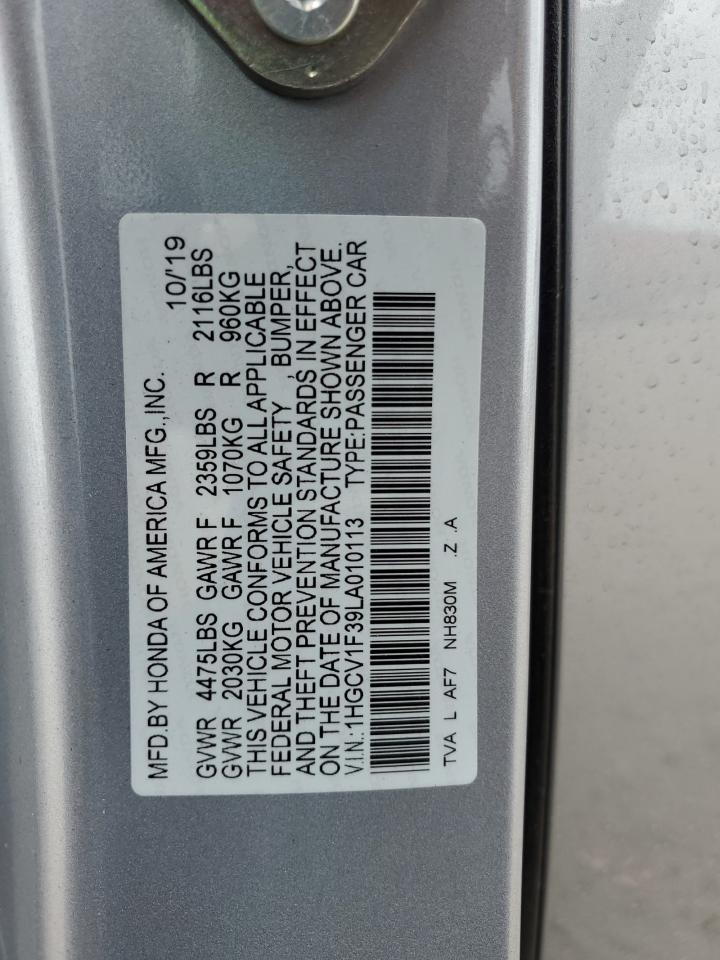 MFD.BY HONDA OF AMERICA MFG.,INC. 10/'19
GVWR 4475LBS GAWR F 2359LBS R 2116LBS
GVWR 2030KG GAWR F 1070KG R 960KG
THIS VEHICLE CONFORMS TO ALL APPLICABLE
FEDERAL MOTOR VEHICLE SAFETY , BUMPER,
AND THEFT PREVENTION STANDARDS IN EFFECT
ON THE DATE OF MANUFACTURE SHOWN ABOVE.
V.I.N.:1HGCV1F39LA010113 TYPE:PASSENGER CAR
TVA L AF7 NH830M .Z .A